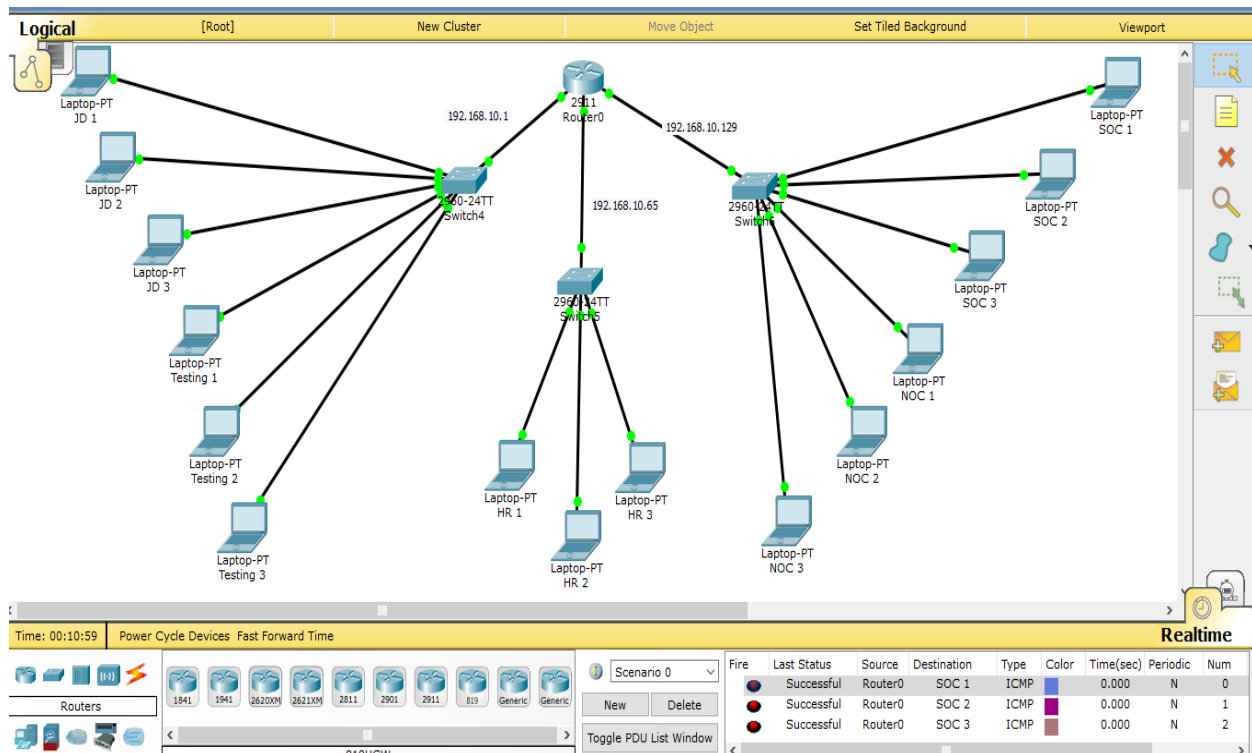 Logical
[Root]
New Cluster
Move Object
Set Tiled Background
Viewport
Laptop-PT
JD 1
Laptop-PT
JD 2
Laptop-PT
JD 3
Laptop-PT
Testing 1
Laptop-PT
Testing 2
Laptop-PT
Testing 3
192.168.10.1
2911
Router0
192.168.10.129
192.168.10.65
2960-24TT
Switch4
2960-24TT
Switch5
2960-24TT
Laptop-PT
HR 1
Laptop-PT
HR 2
Laptop-PT
HR 3
Laptop-PT
SOC 1
Laptop-PT
SOC 2
Laptop-PT
SOC 3
Laptop-PT
NOC 1
Laptop-PT
NOC 2
Laptop-PT
NOC 3
Time: 00:10:59
Power Cycle Devices Fast Forward Time
Realtime
Routers
1841 1941 2620XM 2621XM 2811 2901 2911 819 Generic Generic
Scenario 0
New Delete
Toggle PDU List Window
Fire Last Status Source Destination Type Color Time(sec) Periodic Num
Successful Router0 SOC 1 ICMP 0.000 N 0
Successful Router0 SOC 2 ICMP 0.000 N 1
Successful Router0 SOC 3 ICMP 0.000 N 2